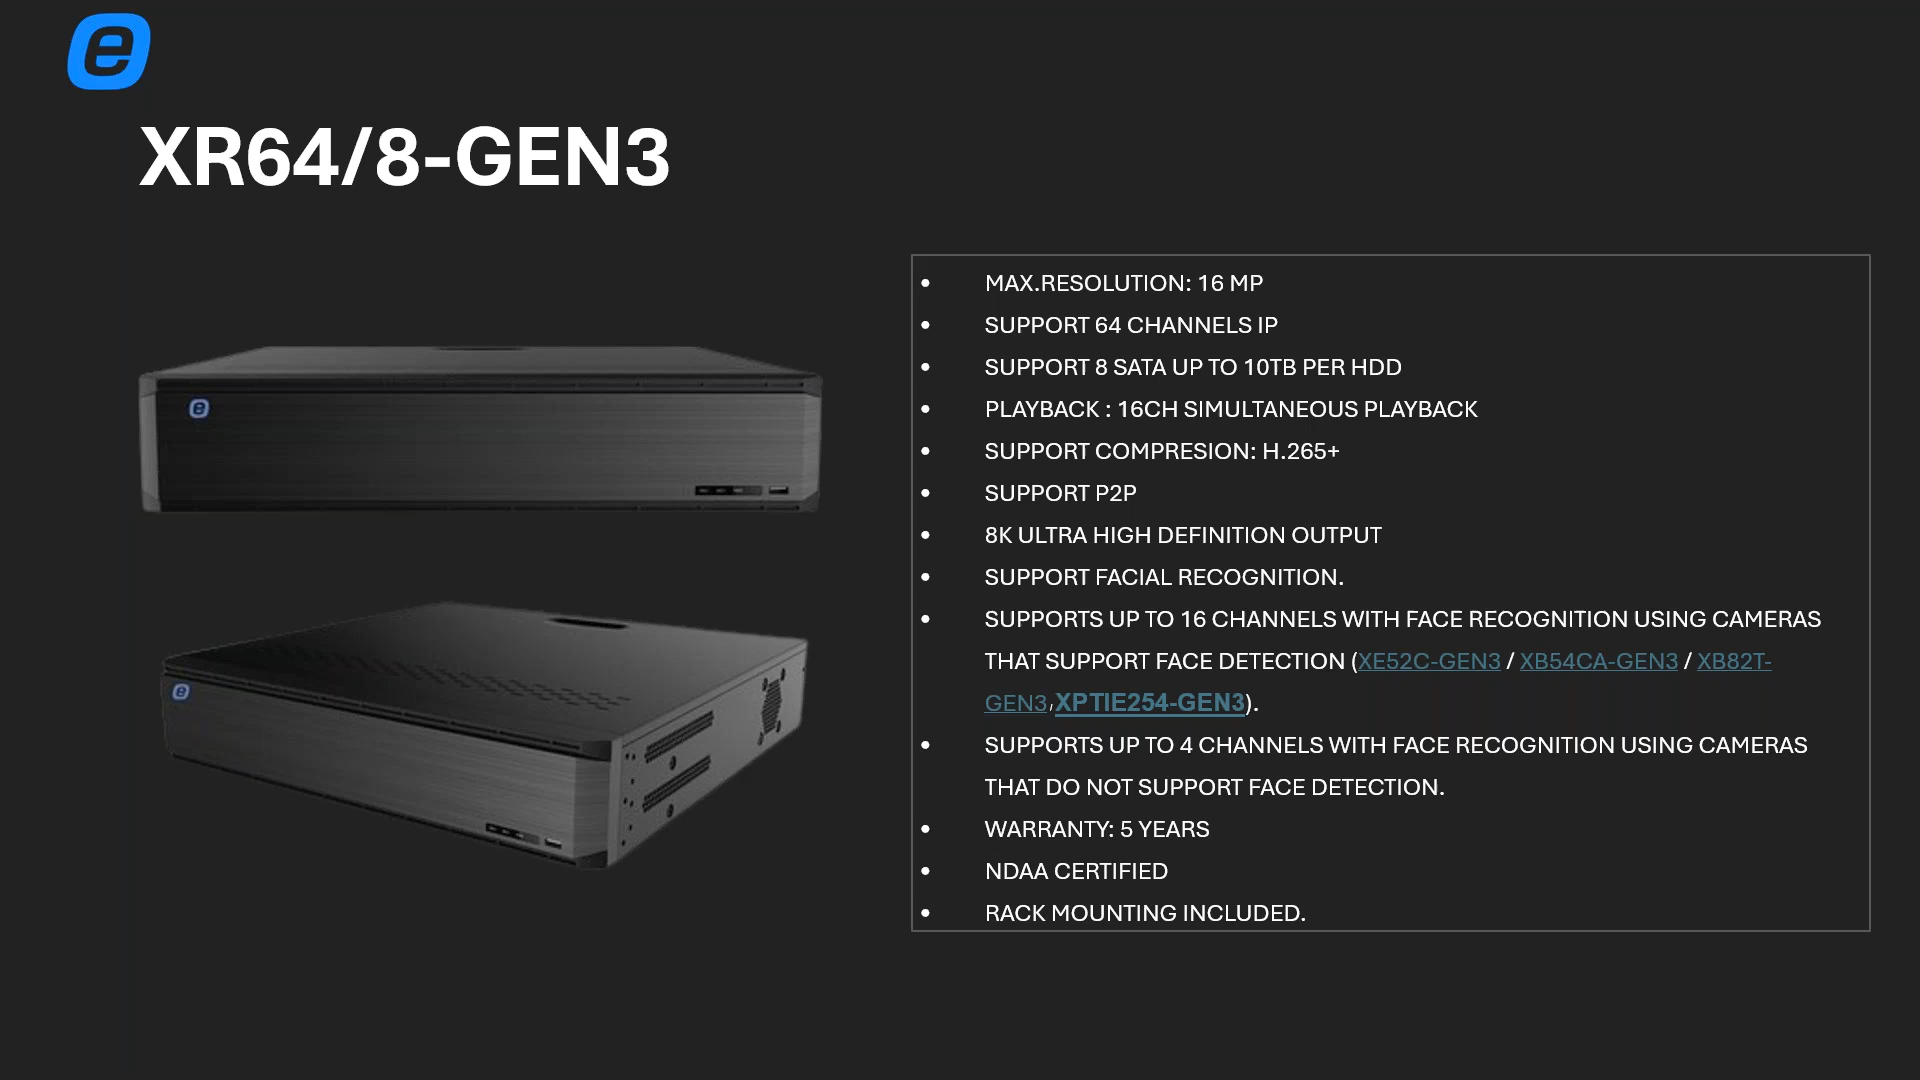 e
XR64/8-GEN3
• MAX.RESOLUTION: 16 MP
• SUPPORT 64 CHANNELS IP
• SUPPORT 8 SATA UP TO 10TB PER HDD
• PLAYBACK : 16CH SIMULTANEOUS PLAYBACK
• SUPPORT COMPRESION: H.265+
• SUPPORT P2P
• 8K ULTRA HIGH DEFINITION OUTPUT
• SUPPORT FACIAL RECOGNITION.
• SUPPORTS UP TO 16 CHANNELS WITH FACE RECOGNITION USING CAMERAS
THAT SUPPORT FACE DETECTION (XE52C-GEN3 / XB54CA-GEN3 / XB82T-
GEN3,XPTIE254-GEN3).
• SUPPORTS UP TO 4 CHANNELS WITH FACE RECOGNITION USING CAMERAS
THAT DO NOT SUPPORT FACE DETECTION.
• WARRANTY: 5 YEARS
• NDAA CERTIFIED
• RACK MOUNTING INCLUDED.
e
e